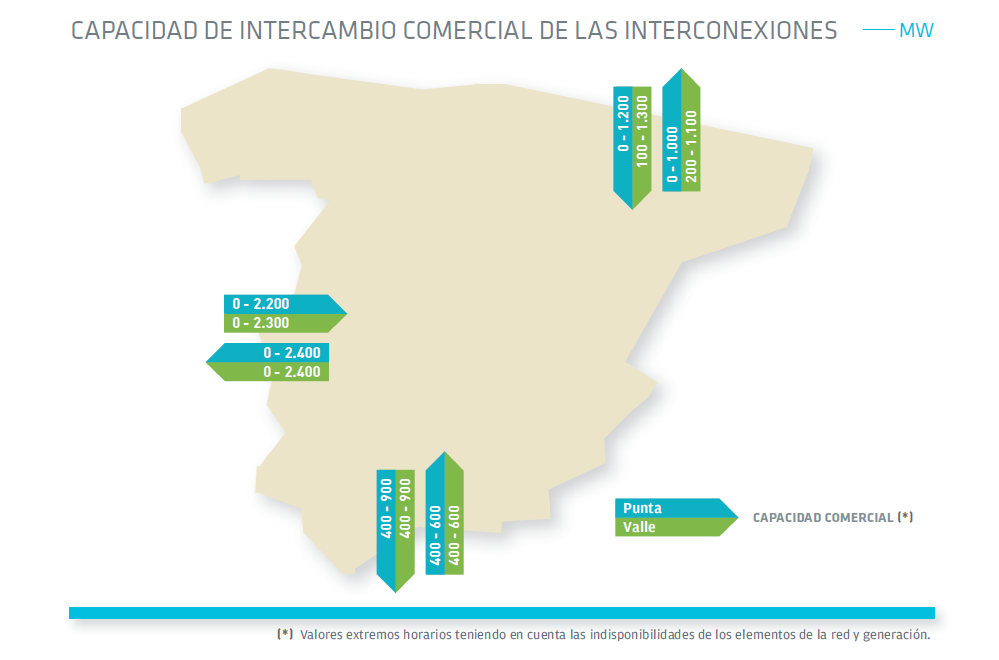 CAPACIDAD DE INTERCAMBIO COMERCIAL DE LAS INTERCONEXIONES
MW
0 - 1.200
100 - 1.300
0 - 1.000
200 - 1.100
0 - 2.200
0 - 2.300
0 - 2.400
0 - 2.400
400 - 900
400 - 900
400 - 600
400 - 600
Punta
Valle
CAPACIDAD COMERCIAL (*)
(*) Valores extremos horarios teniendo en cuenta las indisponibilidades de los elementos de la red y generación.